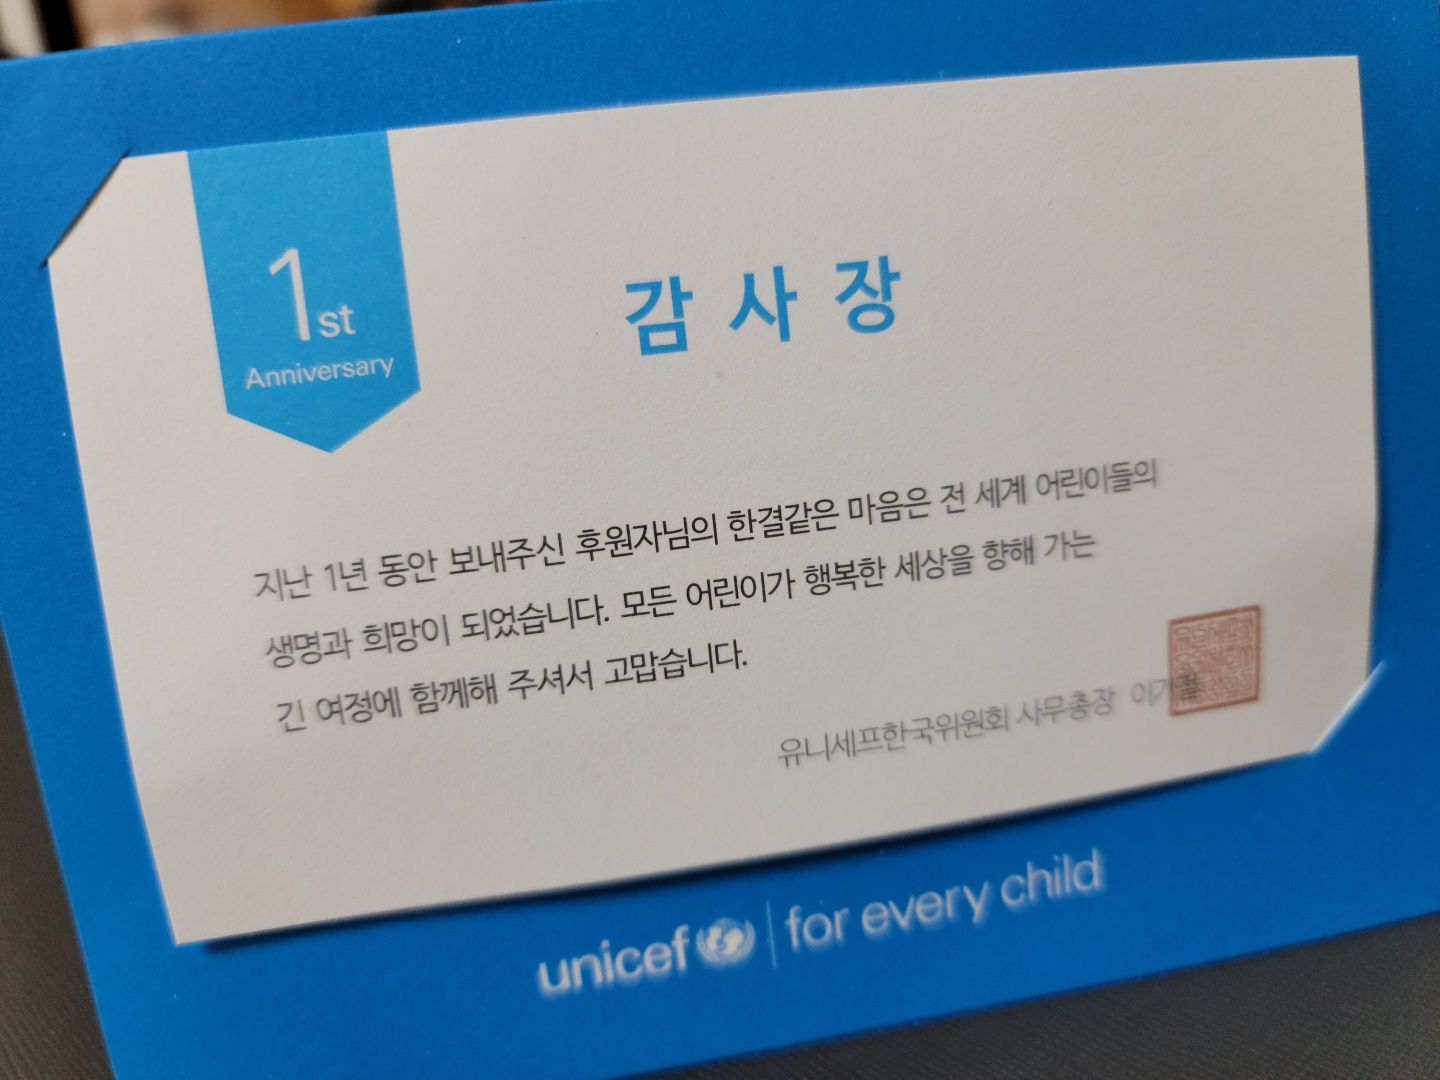 1st
Anniversary
감사장
지난 1년 동안 보내주신 후원자님의 한결같은 마음은 전 세계 어린이들의
생명과 희망이 되었습니다. 모든 어린이가 행복한 세상을 향해 가는
긴 여정에 함께해 주셔서 고맙습니다.
유니세프한국위원회 사무총장
unicef for every child